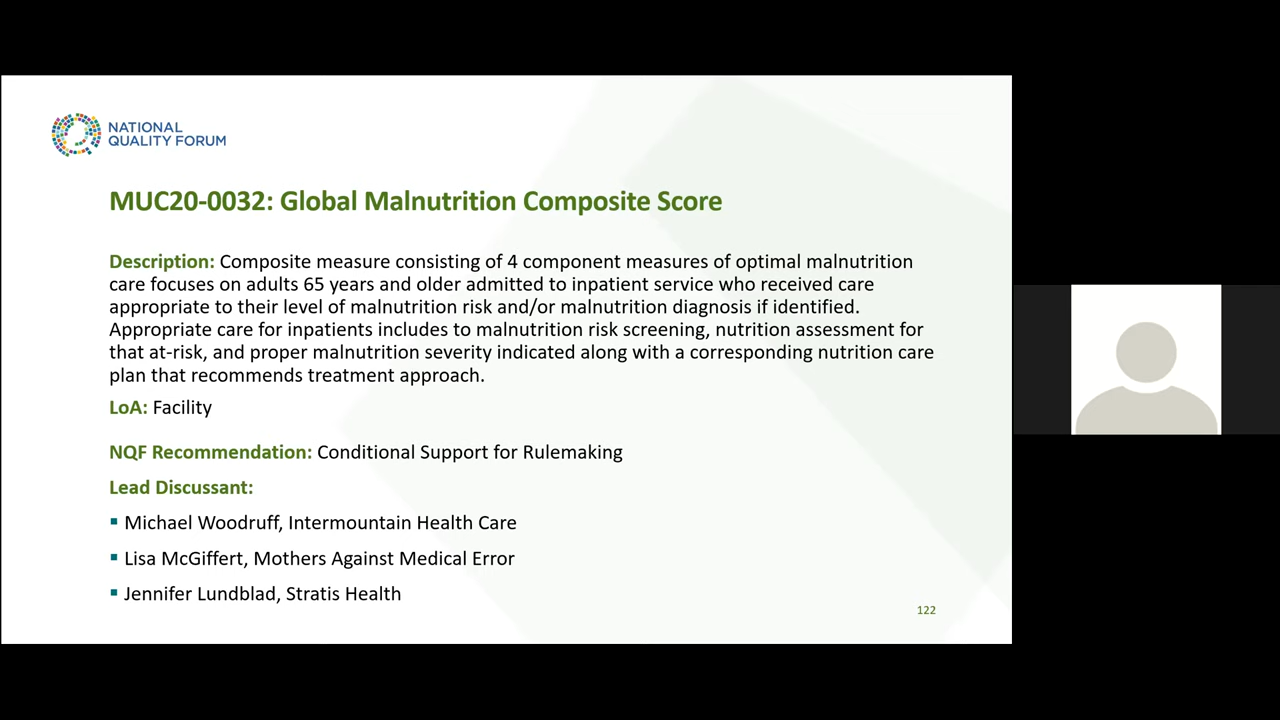 NATIONAL
QUALITY FORUM
MUC20-0032: Global Malnutrition Composite Score
Description: Composite measure consisting of 4 component measures of optimal malnutrition
care focuses on adults 65 years and older admitted to inpatient service who received care
appropriate to their level of malnutrition risk and/or malnutrition diagnosis if identified.
Appropriate care for inpatients includes to malnutrition risk screening, nutrition assessment for
that at-risk, and proper malnutrition severity indicated along with a corresponding nutrition care
plan that recommends treatment approach.
LoA: Facility
NQF Recommendation: Conditional Support for Rulemaking
Lead Discussant:
▪ Michael Woodruff, Intermountain Health Care
▪ Lisa McGiffert, Mothers Against Medical Error
▪ Jennifer Lundblad, Stratis Health
122